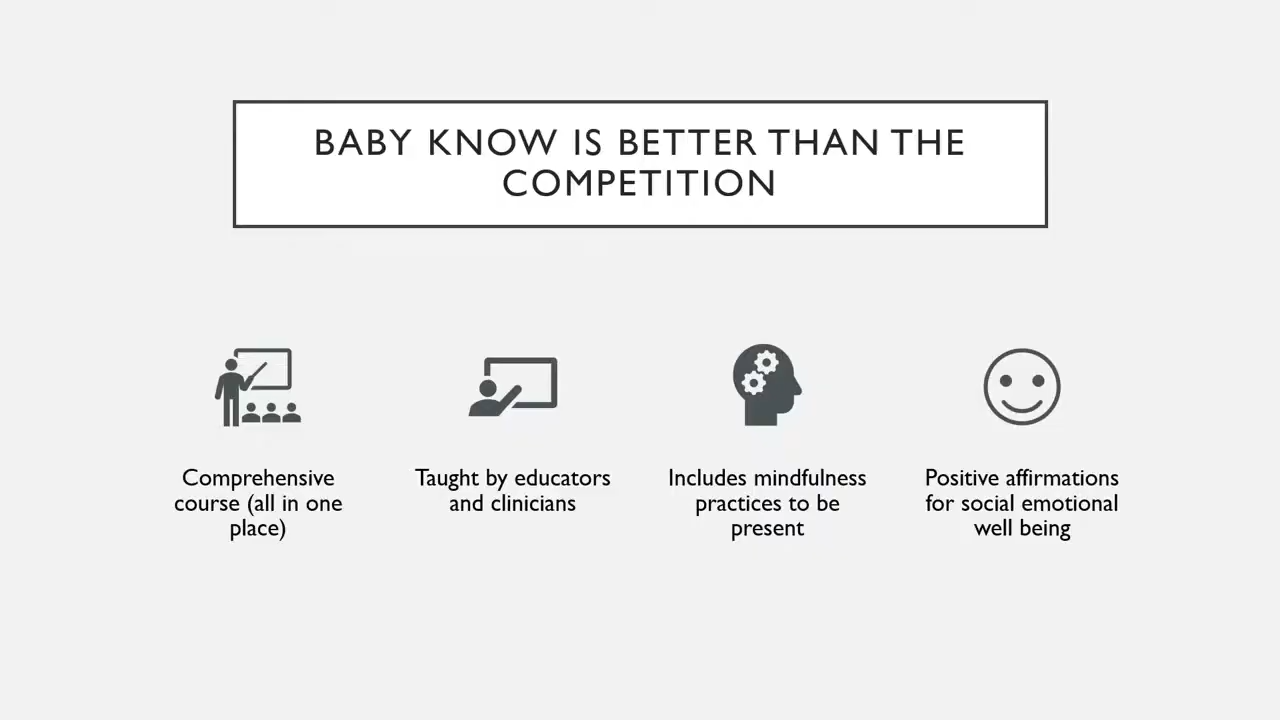 BABY KNOW IS BETTER THAN THE
COMPETITION
Comprehensive
course (all in one
place)
Taught by educators
and clinicians
Includes mindfulness
practices to be
present
Positive affirmations
for social emotional
well being